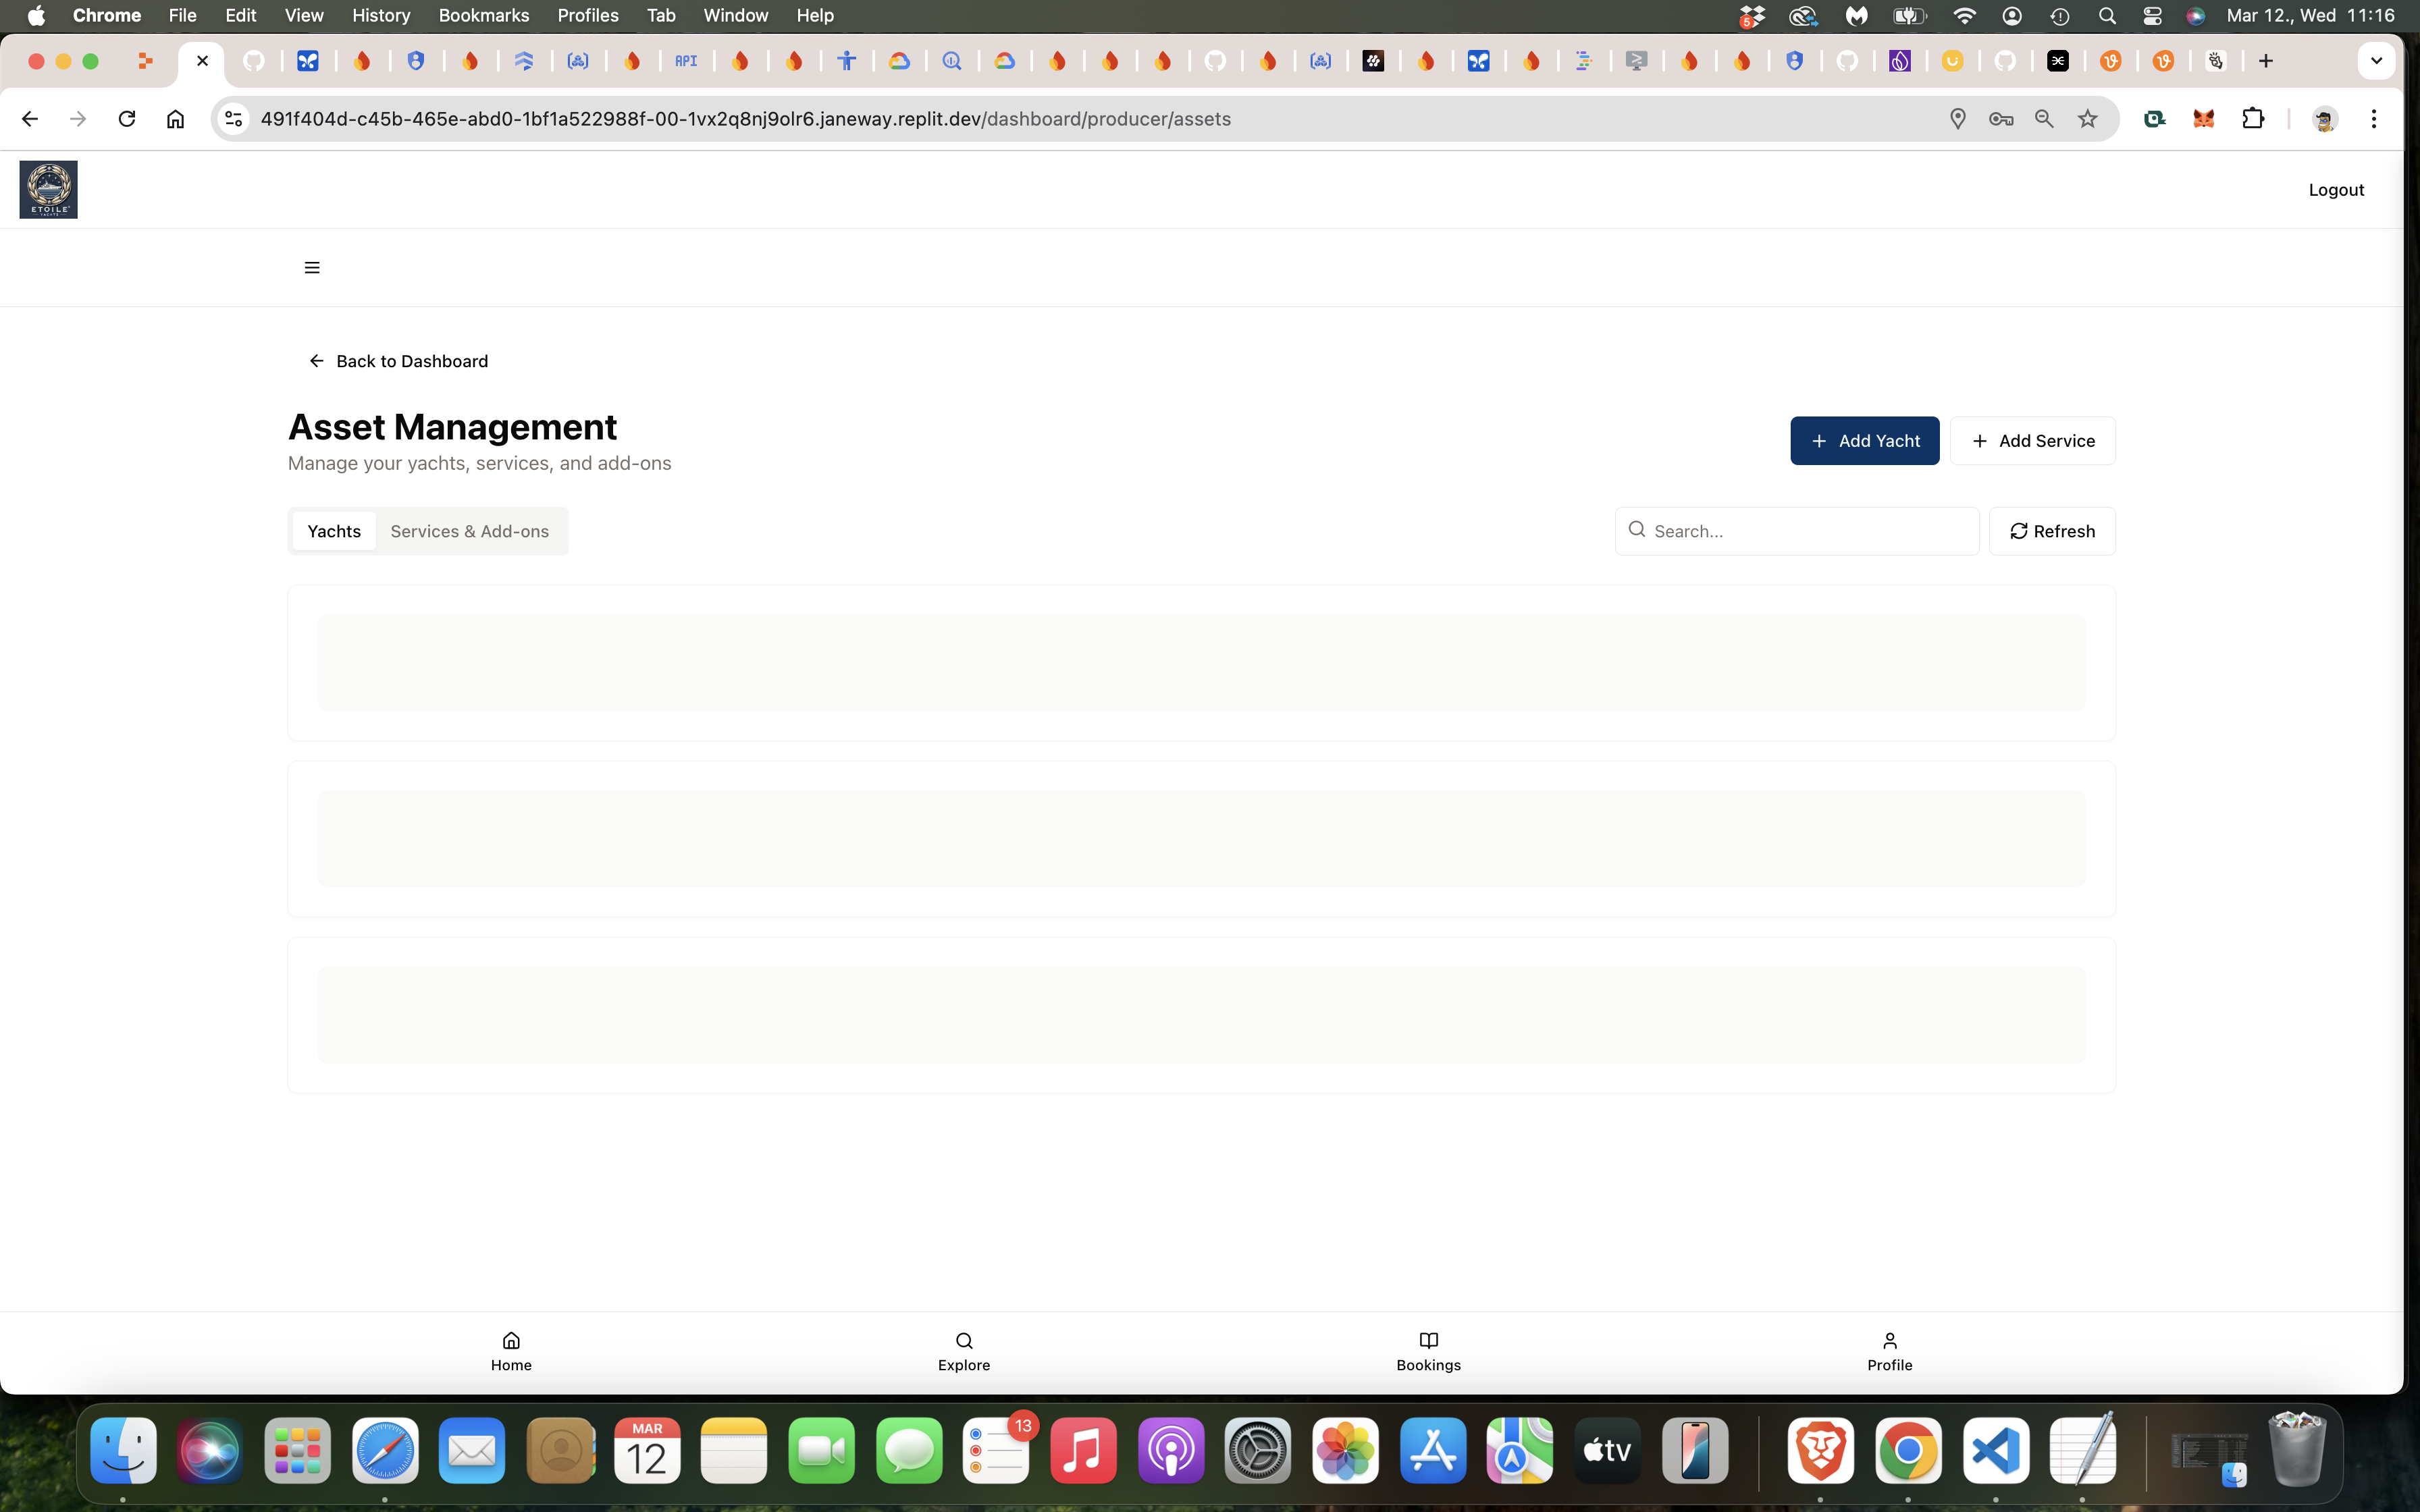 Chrome File Edit View History Bookmarks Profiles Tab Window Help 5 Mar 12., Wed 11:16
API
491f404d-c45b-465e-abd0-1bf1a522988f-00-1vx2q8nj9olr6.janeway.replit.dev/dashboard/producer/assets
ETOILE
YACHTS
Logout
Back to Dashboard
Asset Management
Manage your yachts, services, and add-ons
Add Yacht
Add Service
Yachts Services & Add-ons
Search...
Refresh
Home Explore Bookings Profile
MAR
12
13
tv